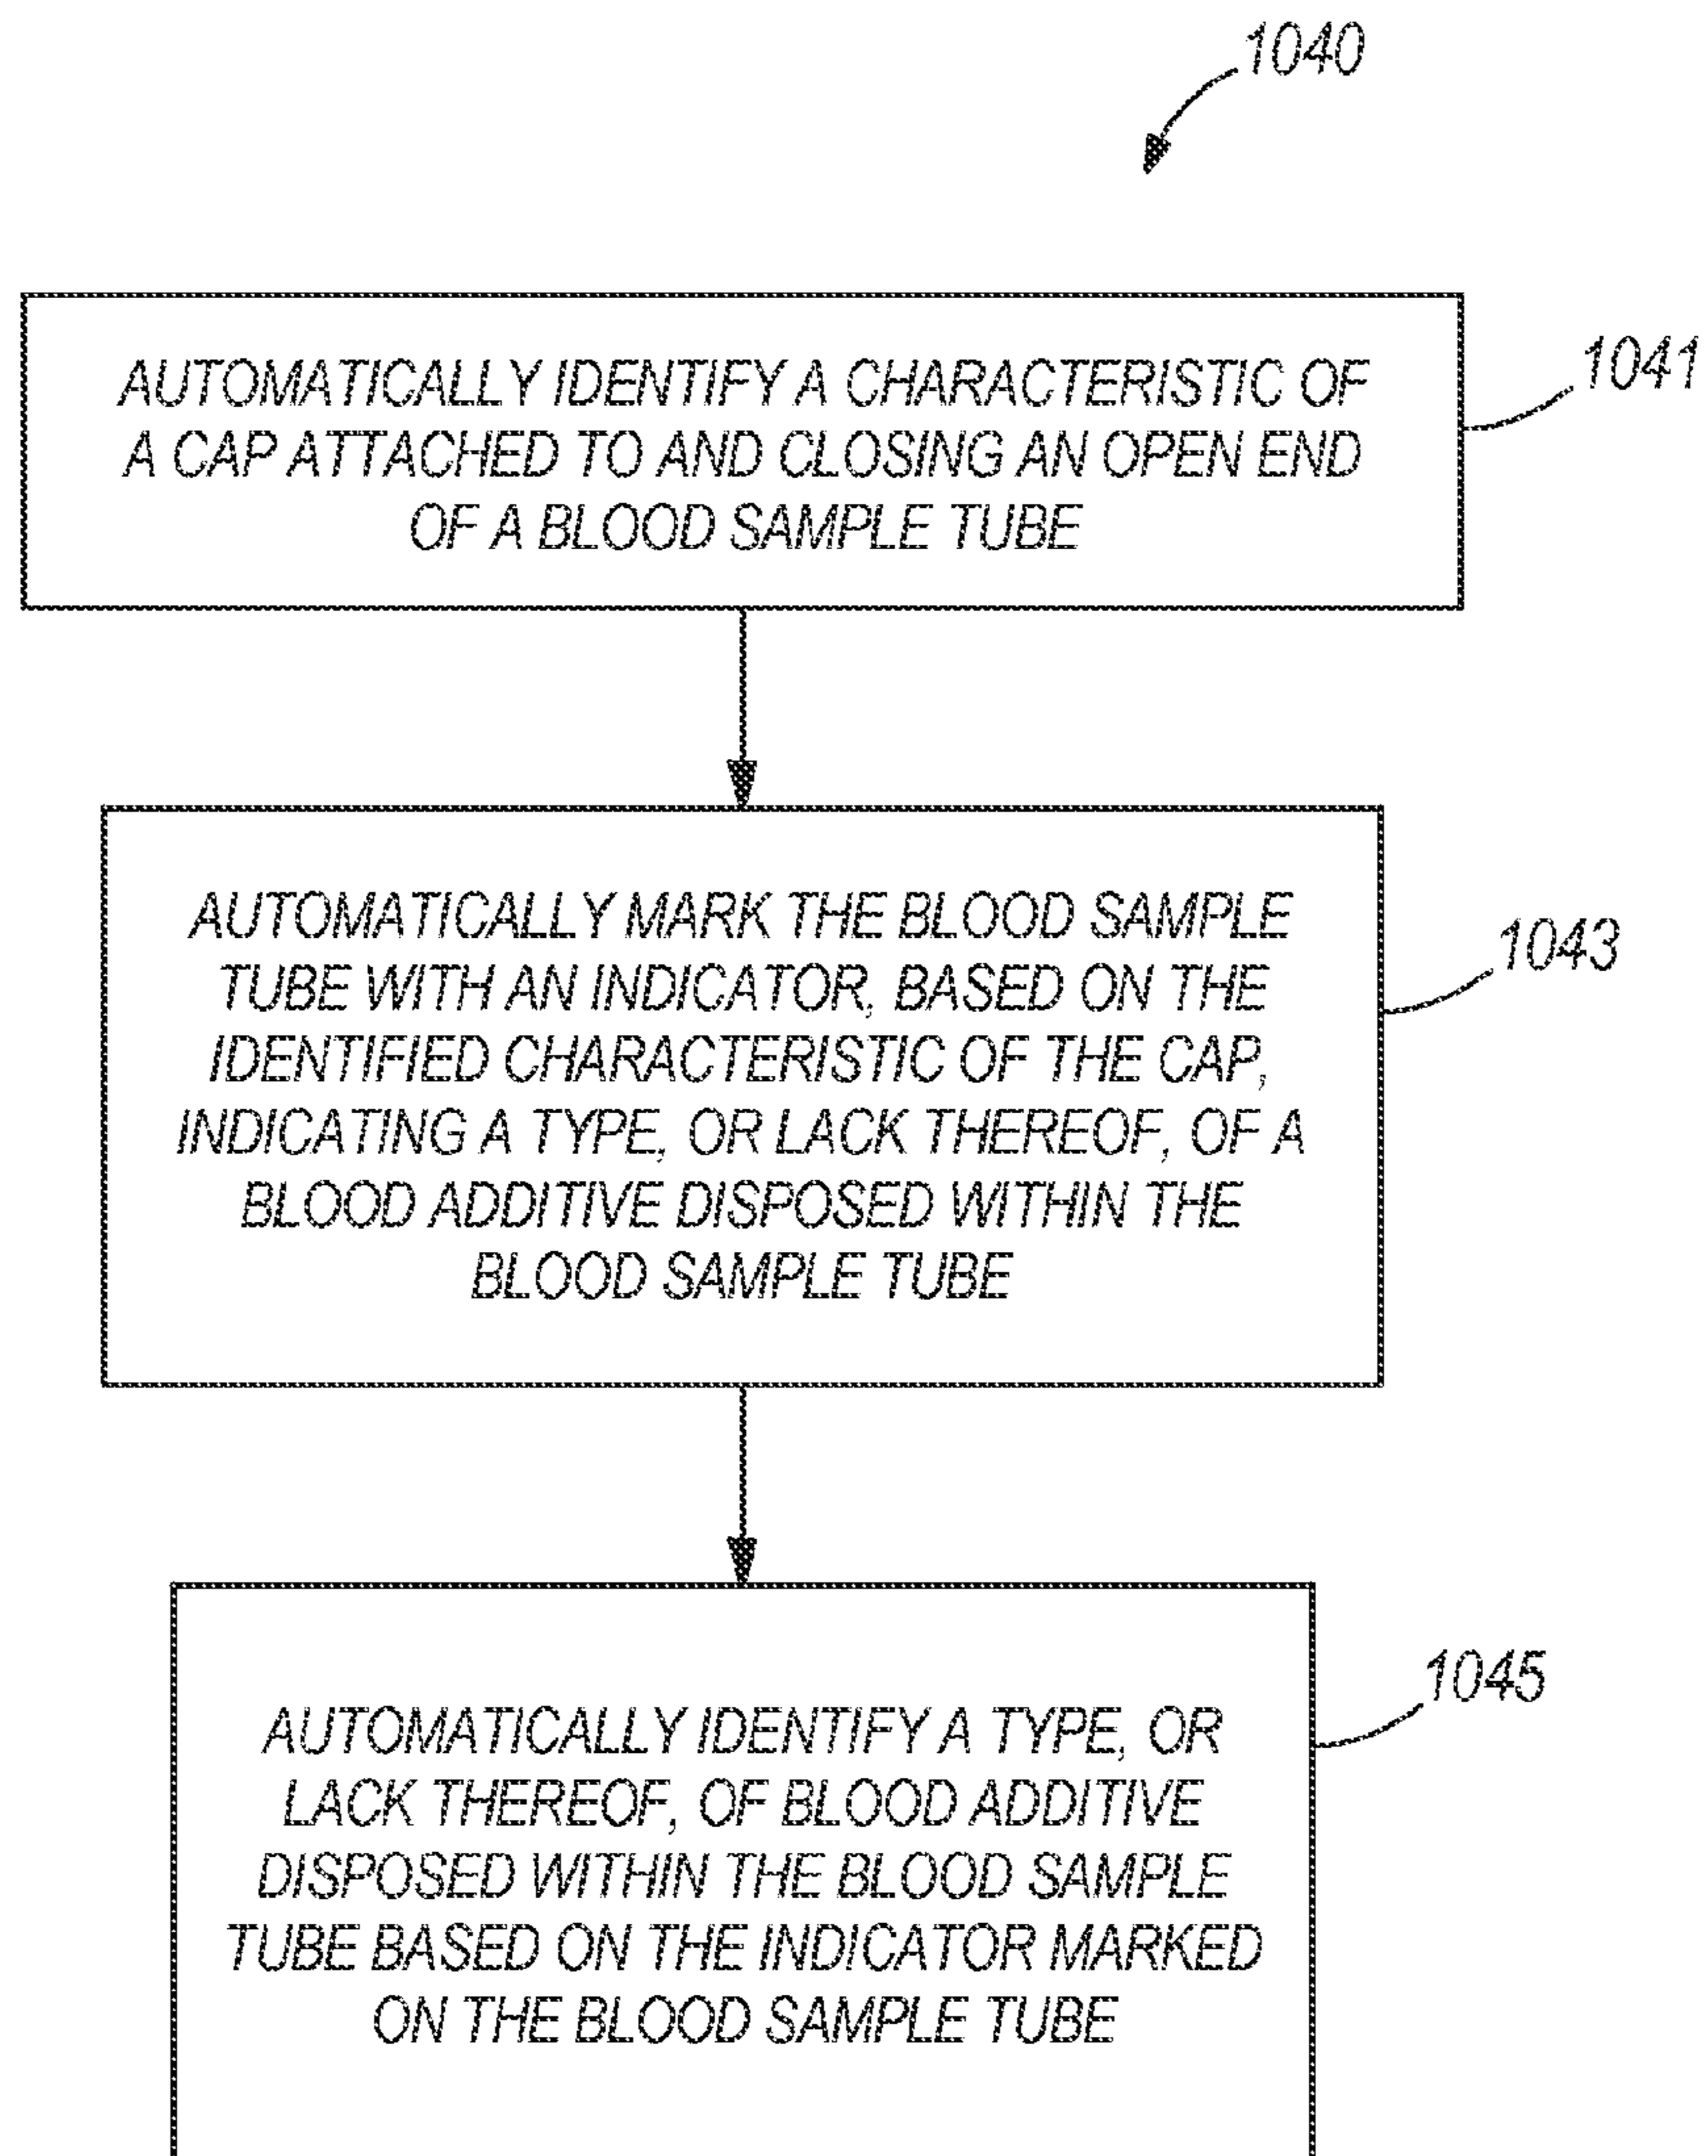 1040
AUTOMATICALLY IDENTIFY A CHARACTERISTIC OF
A CAP ATTACHED TO AND CLOSING AN OPEN END
OF A BLOOD SAMPLE TUBE
1041
AUTOMATICALLY MARK THE BLOOD SAMPLE
TUBE WITH AN INDICATOR, BASED ON THE
IDENTIFIED CHARACTERISTIC OF THE CAP,
INDICATING A TYPE, OR LACK THEREOF, OF A
BLOOD ADDITIVE DISPOSED WITHIN THE
BLOOD SAMPLE TUBE
1043
AUTOMATICALLY IDENTIFY A TYPE, OR
LACK THEREOF, OF BLOOD ADDITIVE
DISPOSED WITHIN THE BLOOD SAMPLE
TUBE BASED ON THE INDICATOR MARKED
ON THE BLOOD SAMPLE TUBE
1045